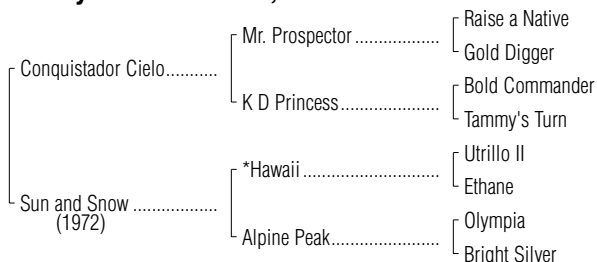 Raise a Native
Mr. Prospector ....................
Gold Digger
Conquistador Cielo...........
Bold Commander
K D Princess.......................
Tammy's Turn
Utrillo II
*Hawaii ................................
Ethane
Sun and Snow ..................
(1972)
Olympia
Alpine Peak.........................
Bright Silver